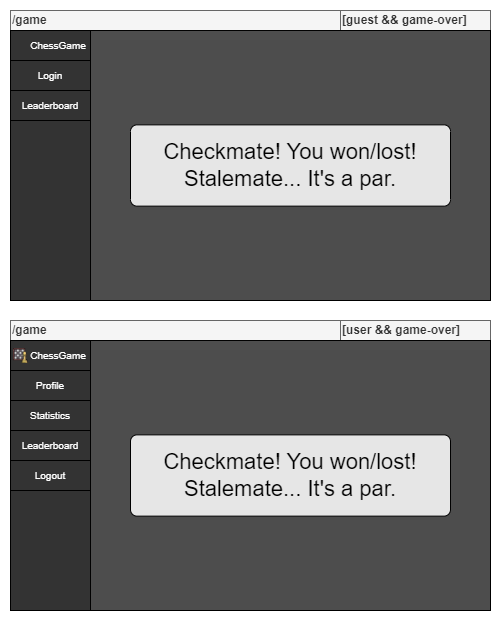 /game [guest && game-over]
ChessGame
Login
Leaderboard
Checkmate! You won/lost!
Stalemate... It's a par.
/game [user && game-over]
ChessGame
Profile
Statistics
Leaderboard
Logout
Checkmate! You won/lost!
Stalemate... It's a par.